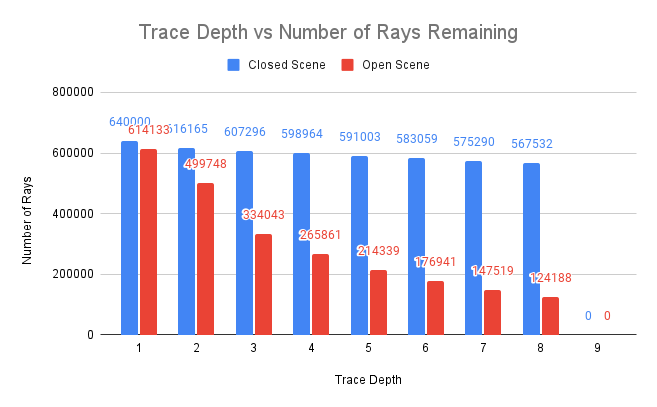 Trace Depth vs Number of Rays Remaining
Closed Scene Open Scene
800000
600000
400000
200000
0
Number of Rays
640000 616165 607296 598964 591003 583059 575290 567532 0
614133 499748 334043 265861 214339 176941 147519 124188 0
1 2 3 4 5 6 7 8 9
Trace Depth